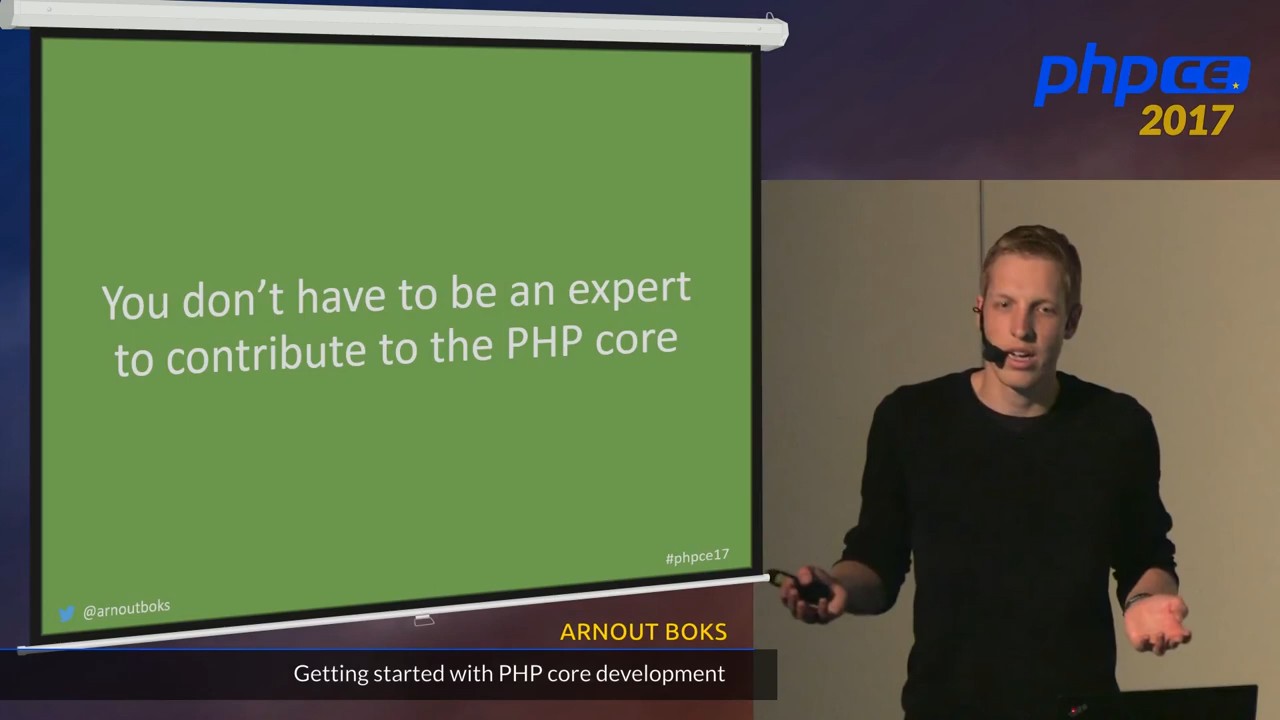 You don't have to be an expert
to contribute to the PHP core
#phpce17
@arnoutboks
phpCE
2017
ARNOUT BOKS
Getting started with PHP core development